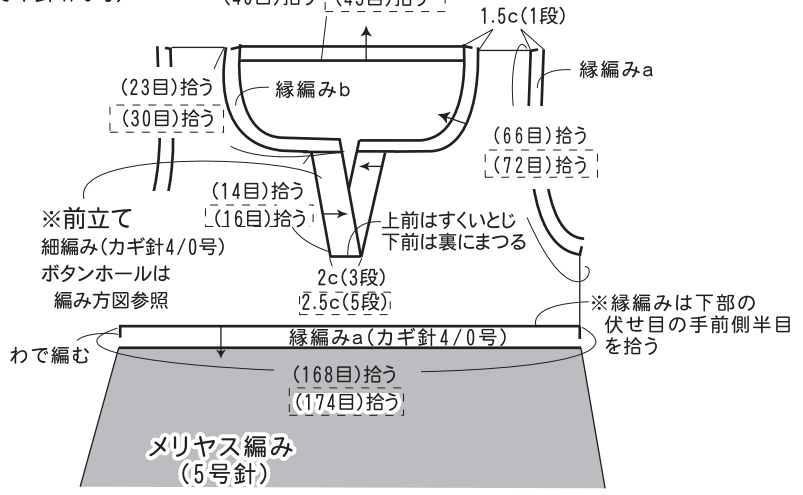 1.5c(1段)
縁編みa
(23目)拾う
(30目)拾う
縁編みb
(66目)拾う
(72目)拾う
(14目)拾う
(16目)拾う
※前立て
細編み(カギ針4/0号)
ボタンホールは
編み方図参照
上前はすくいとじ
下前は裏にまつる
2c(3段)
2.5c(5段)
※縁編みは下部の
伏せ目の手前側半目
を拾う
縁編みa(カギ針4/0号)
わで編む
(168目)拾う
(174目)拾う
メリヤス編み
(5号針)